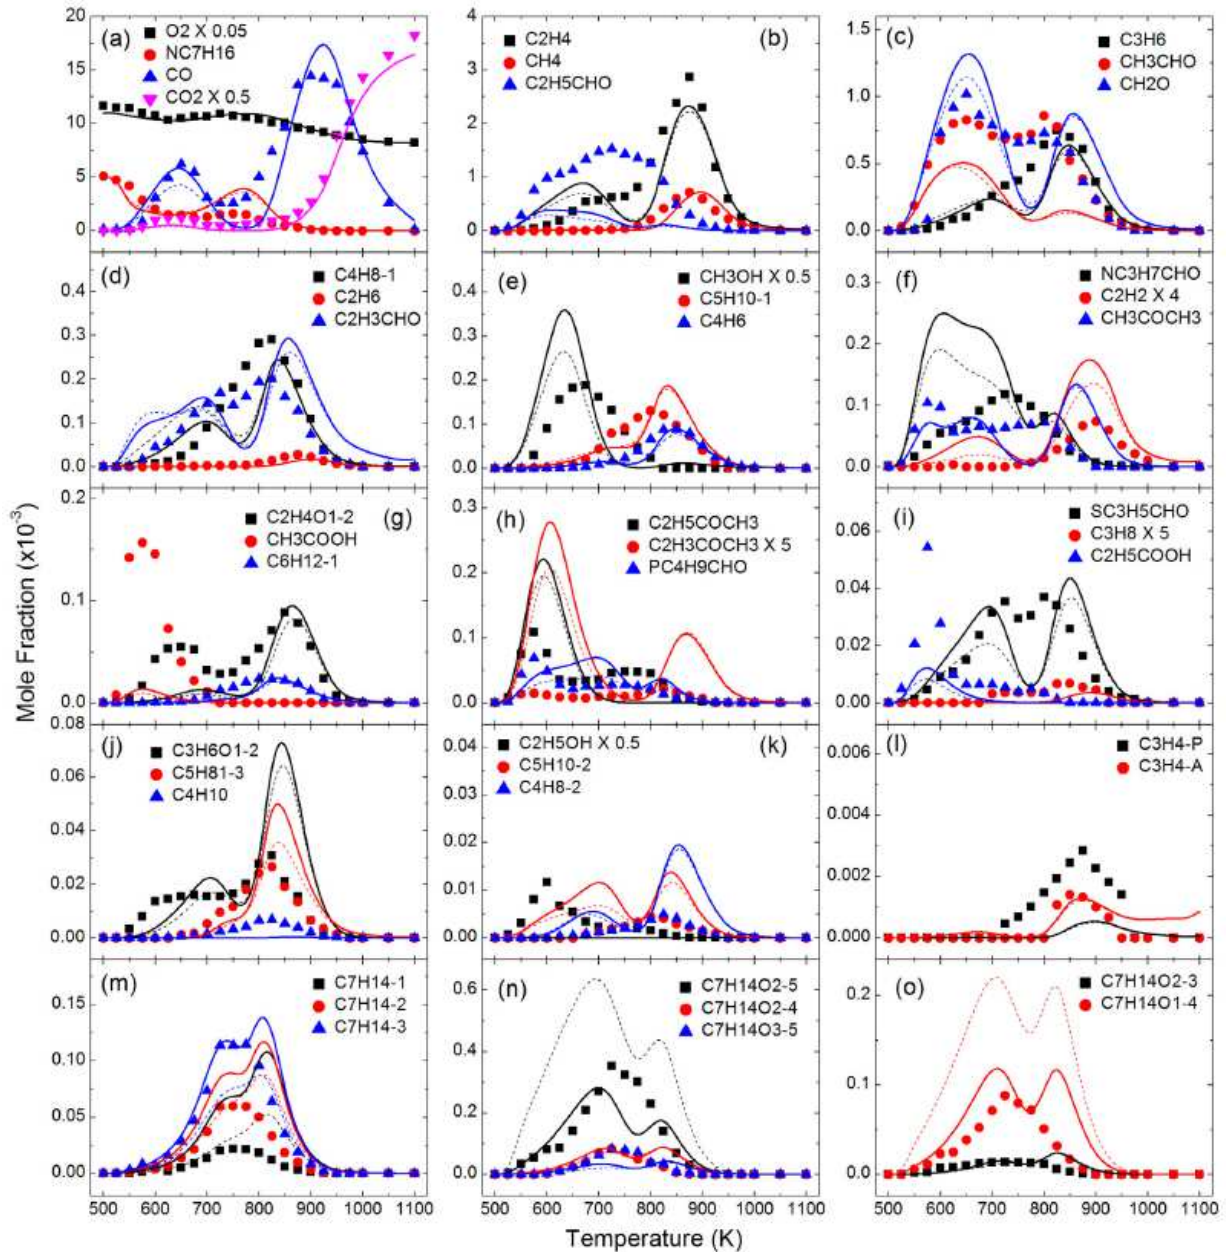 (a)
O2 X 0.05
NC7H16
CO
CO2 X 0.5
20
15
10
5
0
(b)
C2H4
CH4
C2H5CHO
4
3
2
1
0
(c)
C3H6
CH3CHO
CH2O
1.5
1.0
0.5
0.0
(d)
C4H8-1
C2H6
C2H3CHO
0.4
0.3
0.2
0.1
0.0
(e)
CH3OH X 0.5
C5H10-1
C4H6
0.4
0.3
0.2
0.1
0.0
(f)
NC3H7CHO
C2H2 X 4
CH3COCH3
0.3
0.2
0.1
0.0
(g)
C2H4O1-2
CH3COOH
C6H12-1
0.2
0.1
0.0
(h)
C2H5COCH3
C2H3COCH3 X 5
PC4H9CHO
0.3
0.2
0.1
0.0
(i)
SC3H5CHO
C3H8 X 5
C2H5COOH
0.06
0.04
0.02
0.00
(j)
C3H6O1-2
C5H81-3
C4H10
0.08
0.06
0.04
0.02
0.00
(k)
C2H5OH X 0.5
C5H10-2
C4H8-2
0.04
0.03
0.02
0.01
0.00
(l)
C3H4-P
C3H4-A
0.006
0.004
0.002
0.000
(m)
C7H14-1
C7H14-2
C7H14-3
0.15
0.10
0.05
0.00
(n)
C7H14O2-5
C7H14O2-4
C7H14O3-5
0.6
0.4
0.2
0.0
(o)
C7H14O2-3
C7H14O1-4
0.2
0.1
0.0
500 600 700 800 900 1000 1100
500 600 700 800 900 1000 1100
500 600 700 800 900 1000 1100
Mole Fraction (x10-3)
Temperature (K)